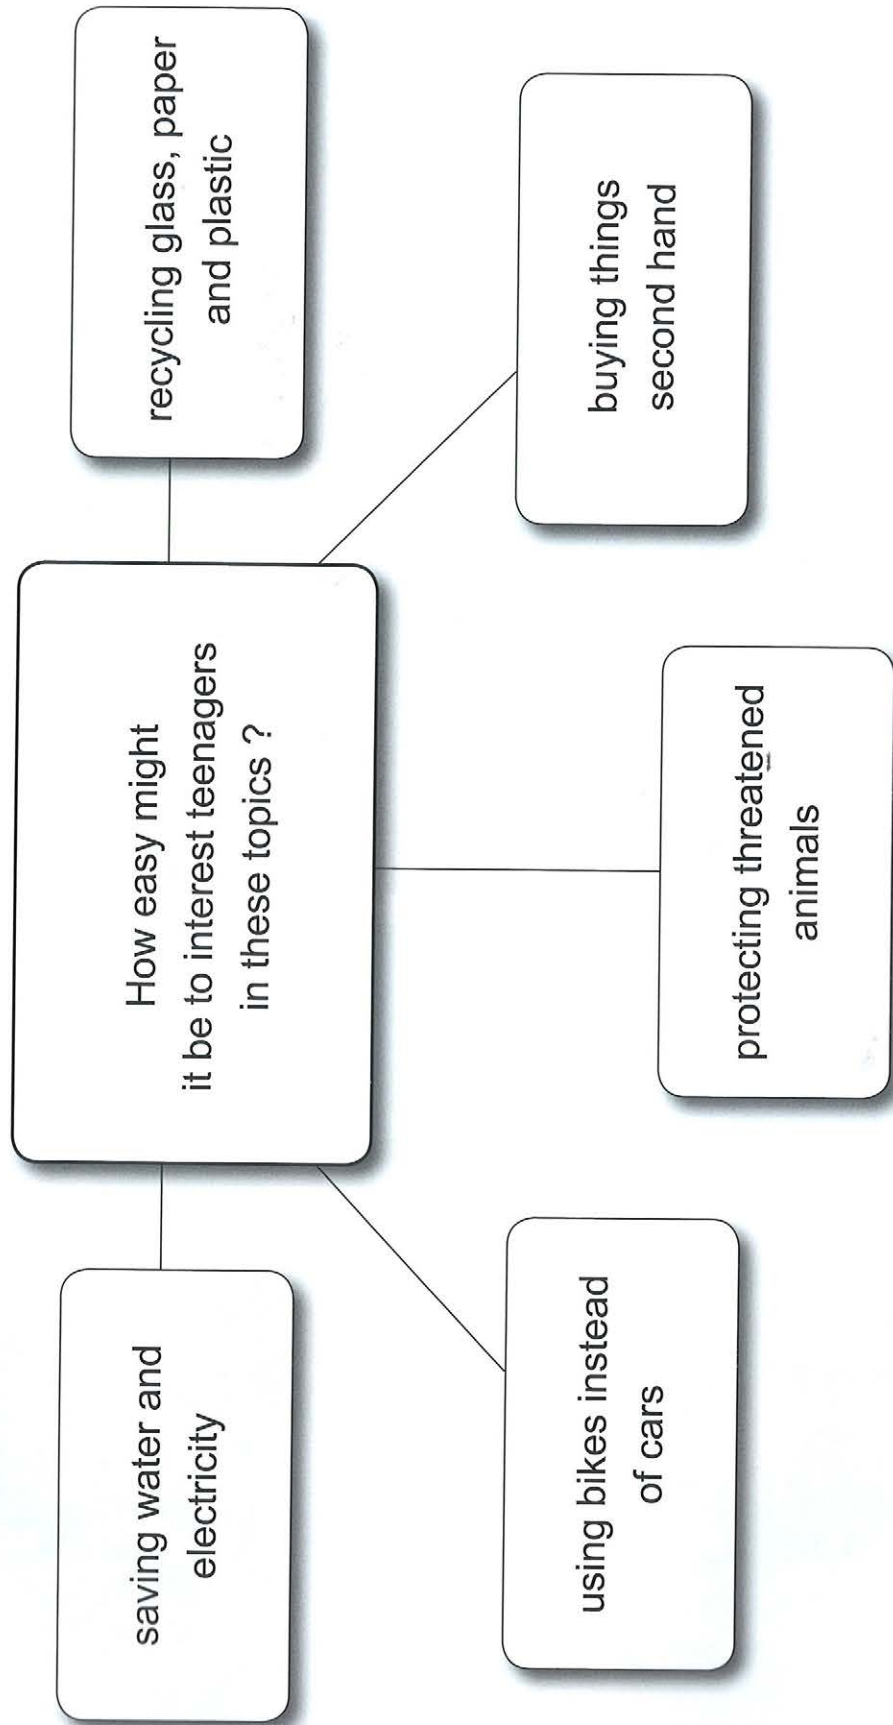 How easy might
it be to interest teenagers
in these topics ?
saving water and
electricity
recycling glass, paper
and plastic
using bikes instead
of cars
buying things
second hand
protecting threatened
animals